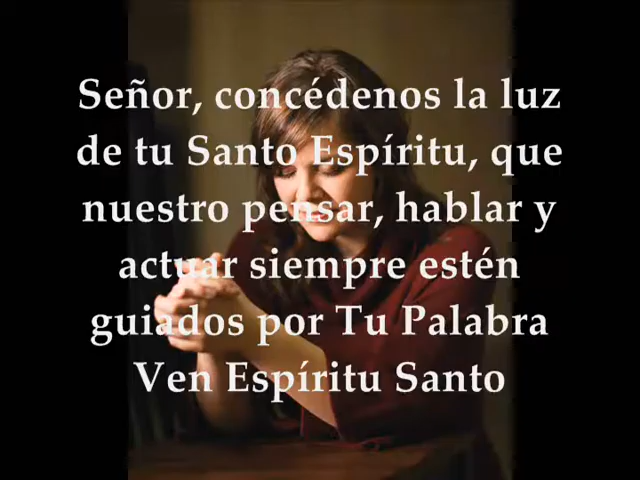 Señor, concédenos la luz
de tu Santo Espíritu, que
nuestro pensar, hablar y
actuar siempre estén
guiados por Tu Palabra
Ven Espíritu Santo